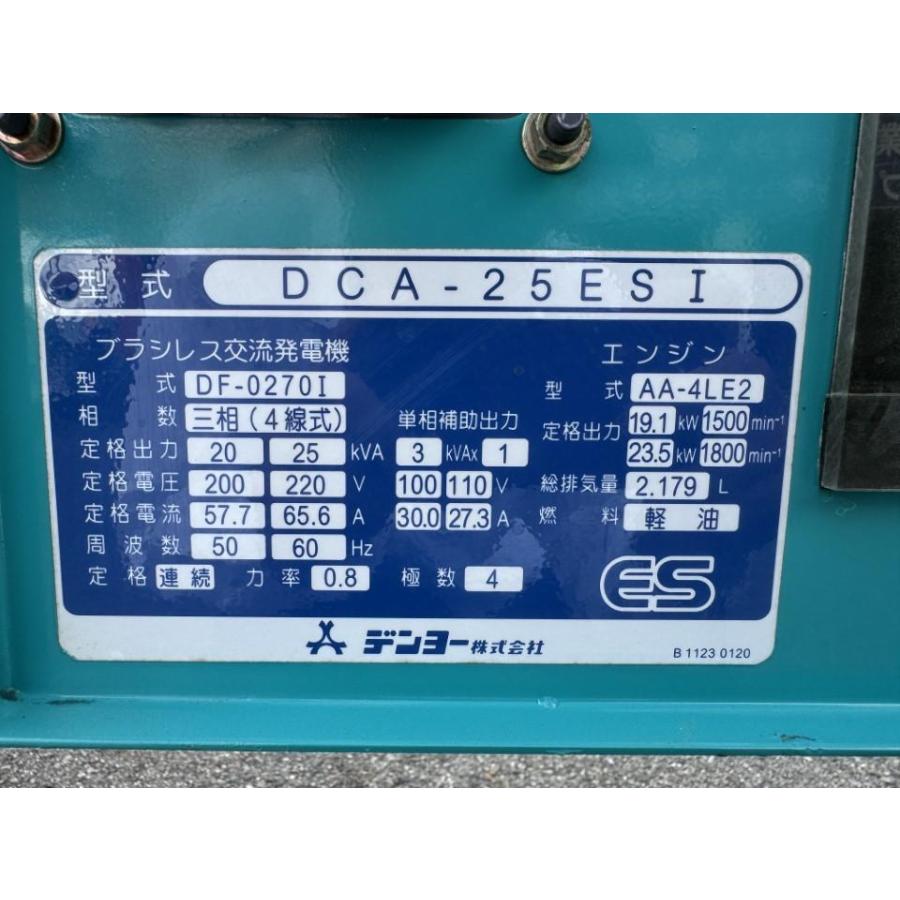 型式 DCA-25ESI
ブラシレス交流発電機
型式 DF-0270I
相数 三相(4線式) 単相補助出力
定格出力 20 25 kVA 3 kVAx 1
定格電圧 200 220 V 100 110 V
定格電流 57.7 65.6 A 30.0 27.3 A
周波数 50 60 Hz
定格 連続 力率 0.8 極数 4
エンジン
型式 AA-4LE2
定格出力 19.1 kW 1500 min⁻¹
23.5 kW 1800 min⁻¹
総排気量 2.179 L
燃料 軽油
ES
デンヨー株式会社
B 1123 0120